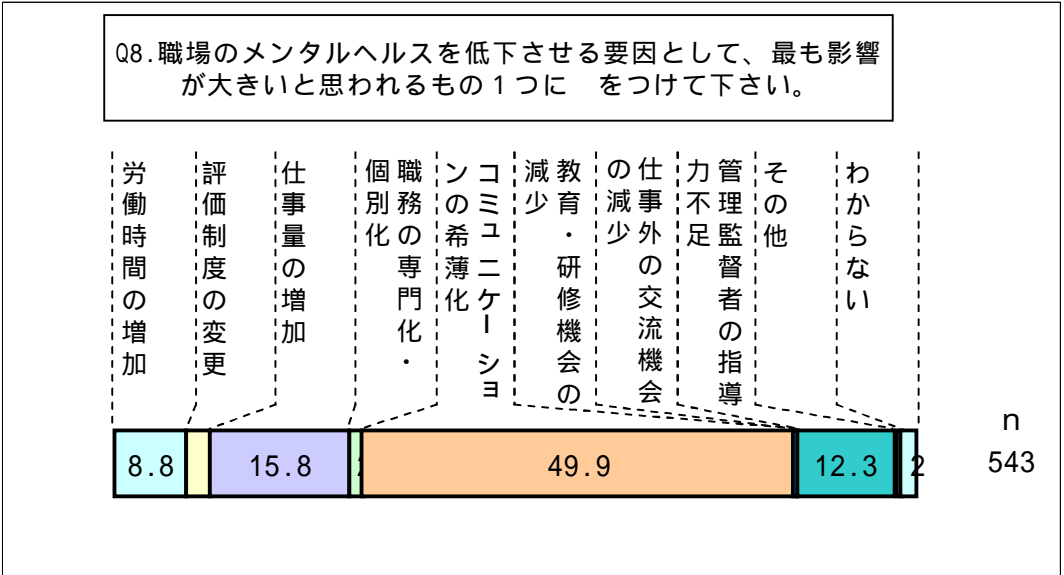 Q8.職場のメンタルヘルスを低下させる要因として、最も影響
が大きいと思われるもの1つに　をつけて下さい。
労働時間の増加
評価制度の変更
仕事量の増加
職務の専門化・
個別化
コミュニケーショ
ンの希薄化
教育・研修機会の
減少
仕事外の交流機会
の減少
管理監督者の指導
力不足
その他
わからない
8.8
15.8
49.9
12.3
2
n
543